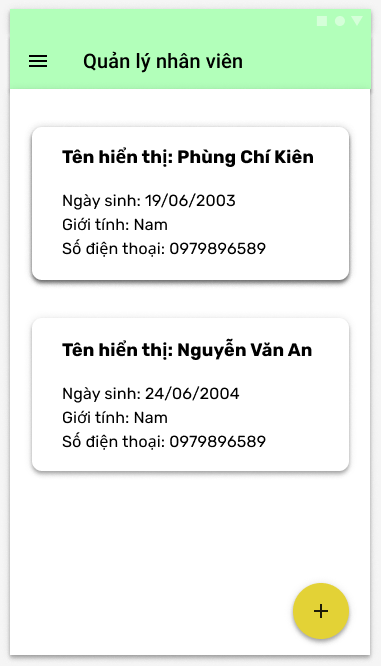 Quản lý nhân viên
Tên hiển thị: Phùng Chí Kiên
Ngày sinh: 19/06/2003
Giới tính: Nam
Số điện thoại: 0979896589
Tên hiển thị: Nguyễn Văn An
Ngày sinh: 24/06/2004
Giới tính: Nam
Số điện thoại: 0979896589